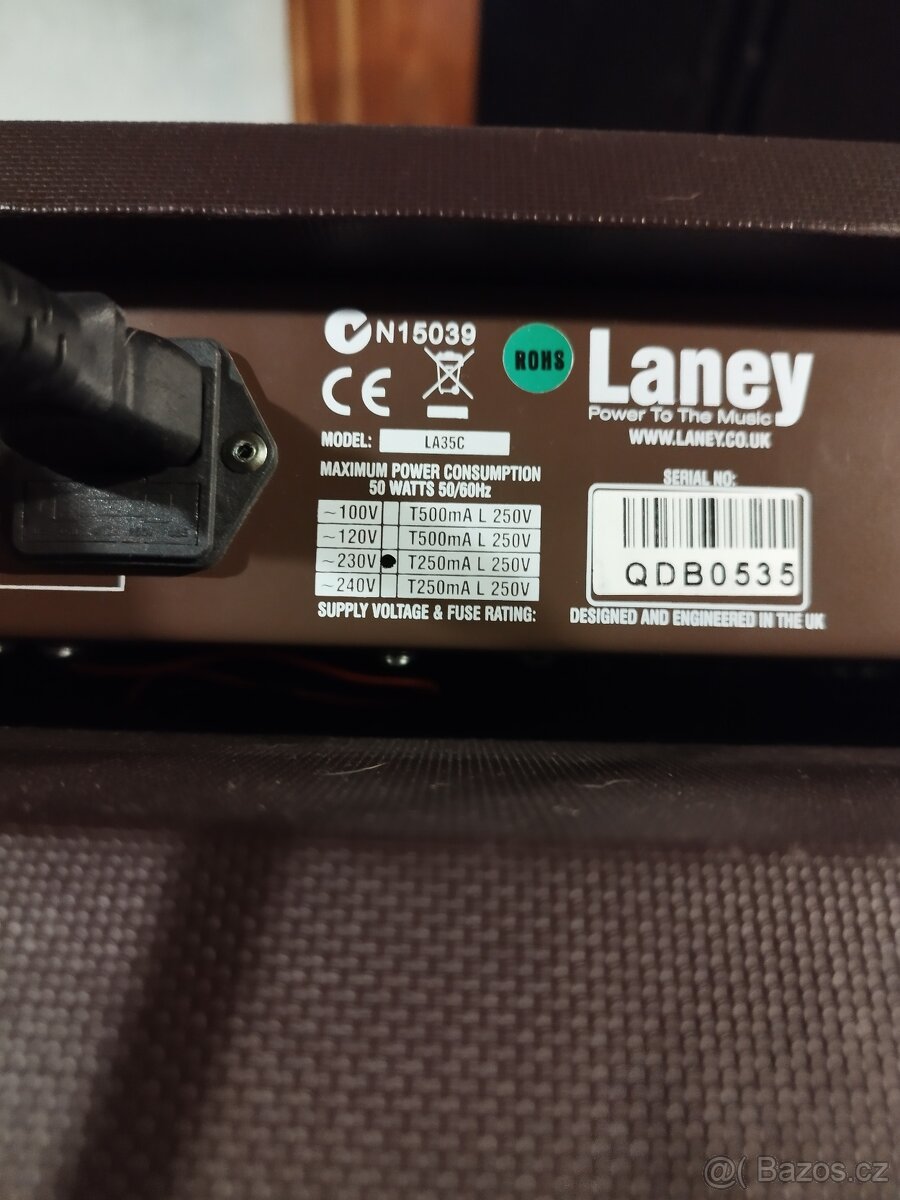 N15039
ROHS
Laney
Power To The Music
WWW.LANEY.CO.UK
CE
MODEL: LA35C
MAXIMUM POWER CONSUMPTION
50 WATTS 50/60Hz
~100V T500mA L 250V
~120V T500mA L 250V
~230V ● T250mA L 250V
~240V T250mA L 250V
SUPPLY VOLTAGE & FUSE RATING:
SERIAL NO:
QDB0535
DESIGNED AND ENGINEERED IN THE UK
@( Bazos.cz